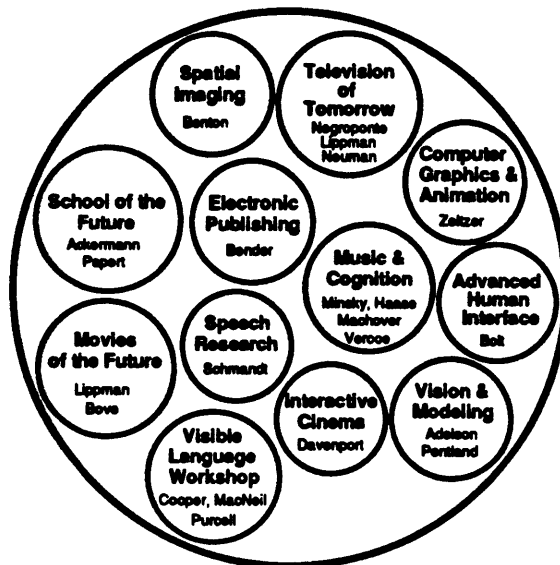 Spatial
Imaging
Benton
Television
of
Tomorrow
Negroponte
Lippman
Neuman
Computer
Graphics &
Animation
Zeltzer
School of the
Future
Ackermann
Papert
Electronic
Publishing
Bender
Music &
Cognition
Minsky, Haase
Machover
Vercoe
Advanced
Human
Interface
Bolt
Movies
of the Future
Lippman
Bove
Speech
Research
Schmandt
Interactive
Cinema
Davenport
Vision &
Modeling
Adelson
Pentland
Visible
Language
Workshop
Cooper, MacNeil
Purcell